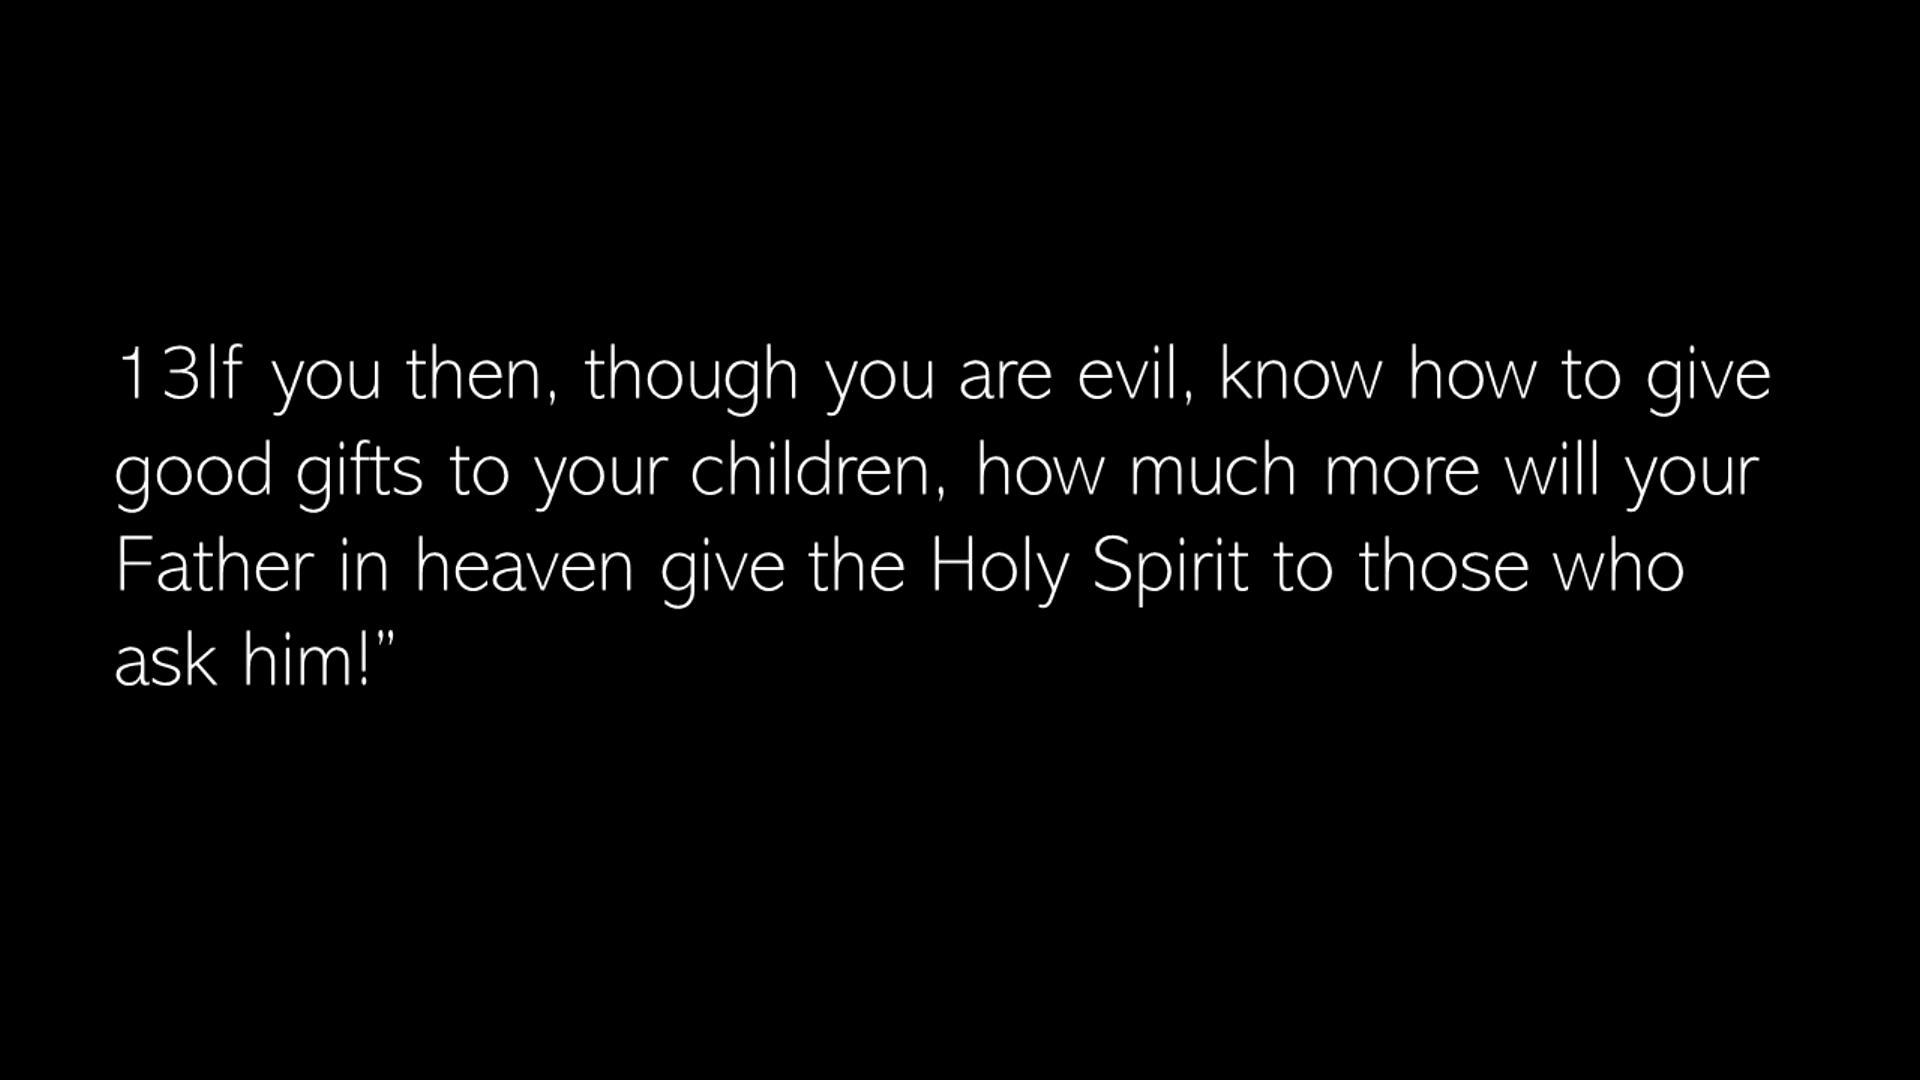 13If you then, though you are evil, know how to give
good gifts to your children, how much more will your
Father in heaven give the Holy Spirit to those who
ask him!”